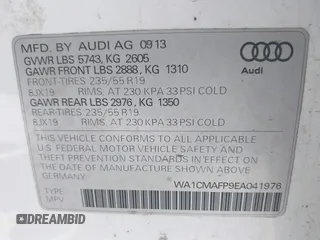 MFD. BY AUDI AG 09 13
GVWR LBS 5743, KG 2605
GAWR FRONT LBS 2888, KG 1310
TIRES 235/55 R19
8JX19 RIMS, AT 230 KPA 33 PSI COLD
GAWR REAR LBS 2976, KG 1350
REAR-TIRES 235/55 R19
8JX19 RIMS, AT 230 KPA 33 PSI COLD
Audi
THIS VEHICLE CONFORMS TO ALL APPLICABLE
U.S. FEDERAL MOTOR VEHICLE SAFETY
AND THEFT PREVENTION STANDARDS IN EFFECT ON
THE DATE OF MANUFACTURE SHOWN ABOVE.
GERMANY
WA1CMAFP9EA041976
TYPE:
AUTOBIDMASTER